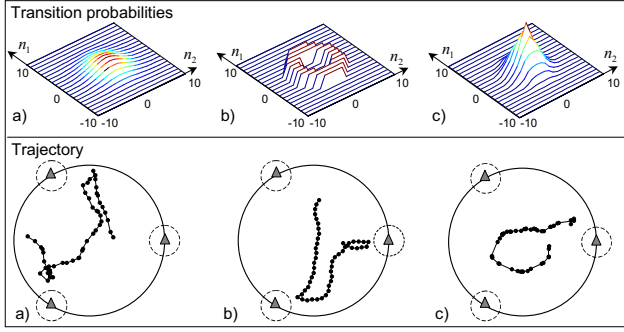 Transition probabilities
n1 n2 n1 n2 n1 n2
10 10 10 10 10 10
0 0 0 0 0 0
a) -10 -10 b) -10 -10 c) -10 -10
Trajectory
a) b) c)